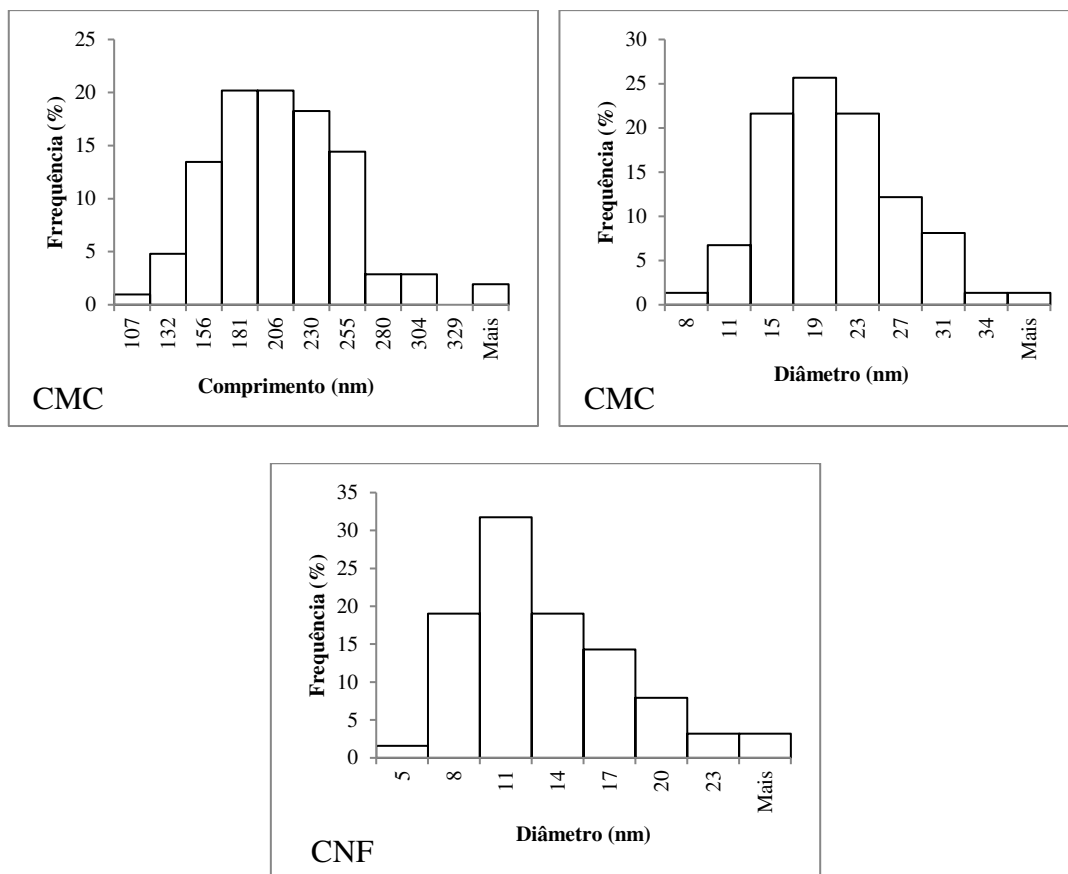 25
20
15
10
5
0
Frrequência (%)
107 132 156 181 206 230 255 280 304 329 Mais
Comprimento (nm)
CMC
30
25
20
15
10
5
0
Frequência (%)
8 11 15 19 23 27 31 34 Mais
Diâmetro (nm)
CMC
35
30
25
20
15
10
5
0
Frequência (%)
5 8 11 14 17 20 23 Mais
Diâmetro (nm)
CNF